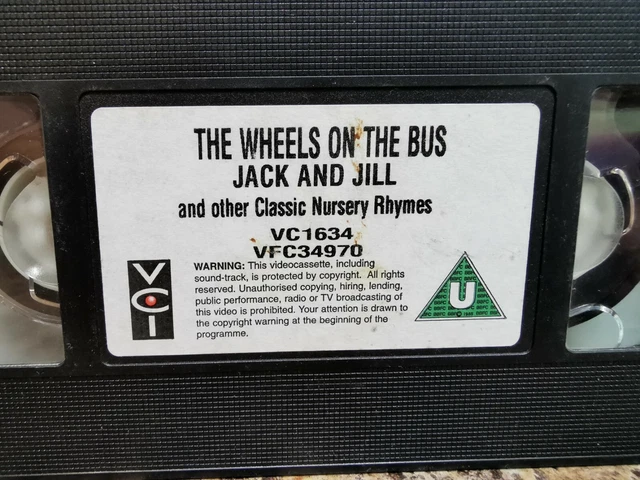 THE WHEELS ON THE BUS
JACK AND JILL
and other Classic Nursery Rhymes
VC1634
VFC34970
VCI
WARNING: This videocassette, including
sound-track, is protected by copyright. All rights
reserved. Unauthorised copying, hiring, lending,
public performance, radio or TV broadcasting of
this video is prohibited. Your attention is drawn to
the copyright warning at the beginning of the
programme.
U